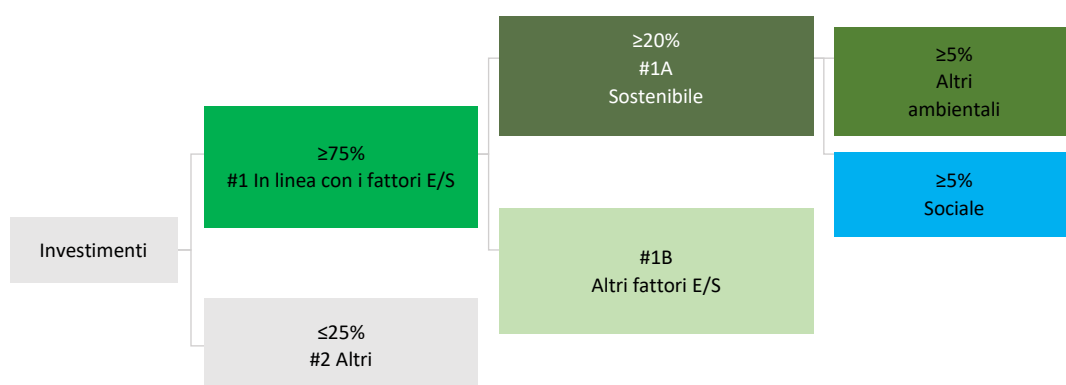 Investimenti
≥75%
#1 In linea con i fattori E/S
≤25%
#2 Altri
≥20%
#1A
Sostenibile
#1B
Altri fattori E/S
≥5%
Altri
ambientali
≥5%
Sociale